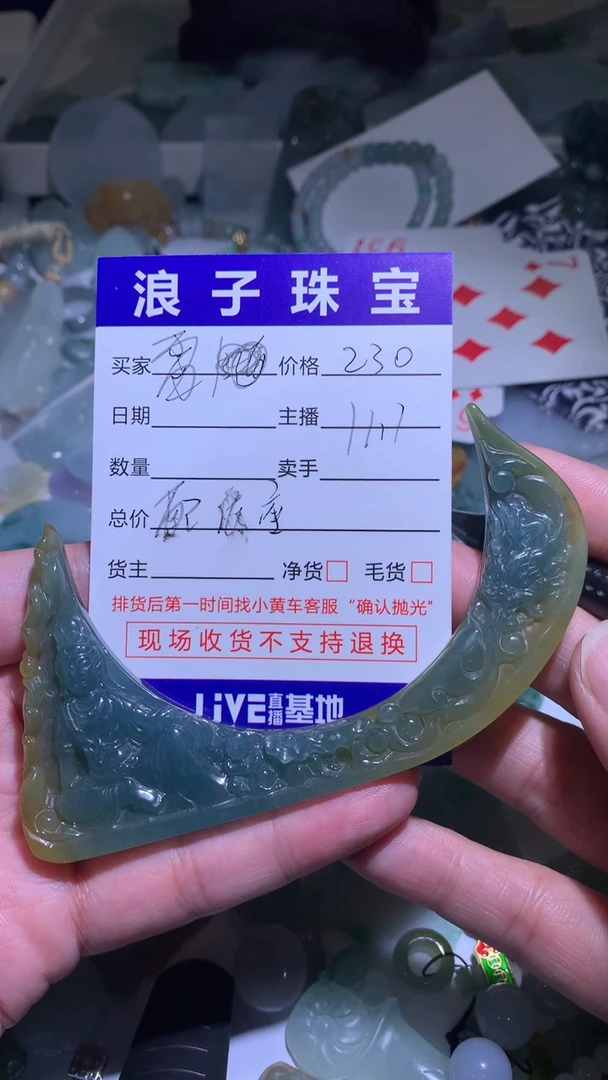 浪子珠宝
买家 价格 230
日期 主播
数量 卖手
总价 配 座
货主 净货□ 毛货□
排货后第一时间找小黄车客服“确认抛光"
现场收货不支持退换
LiVE直播基地
7